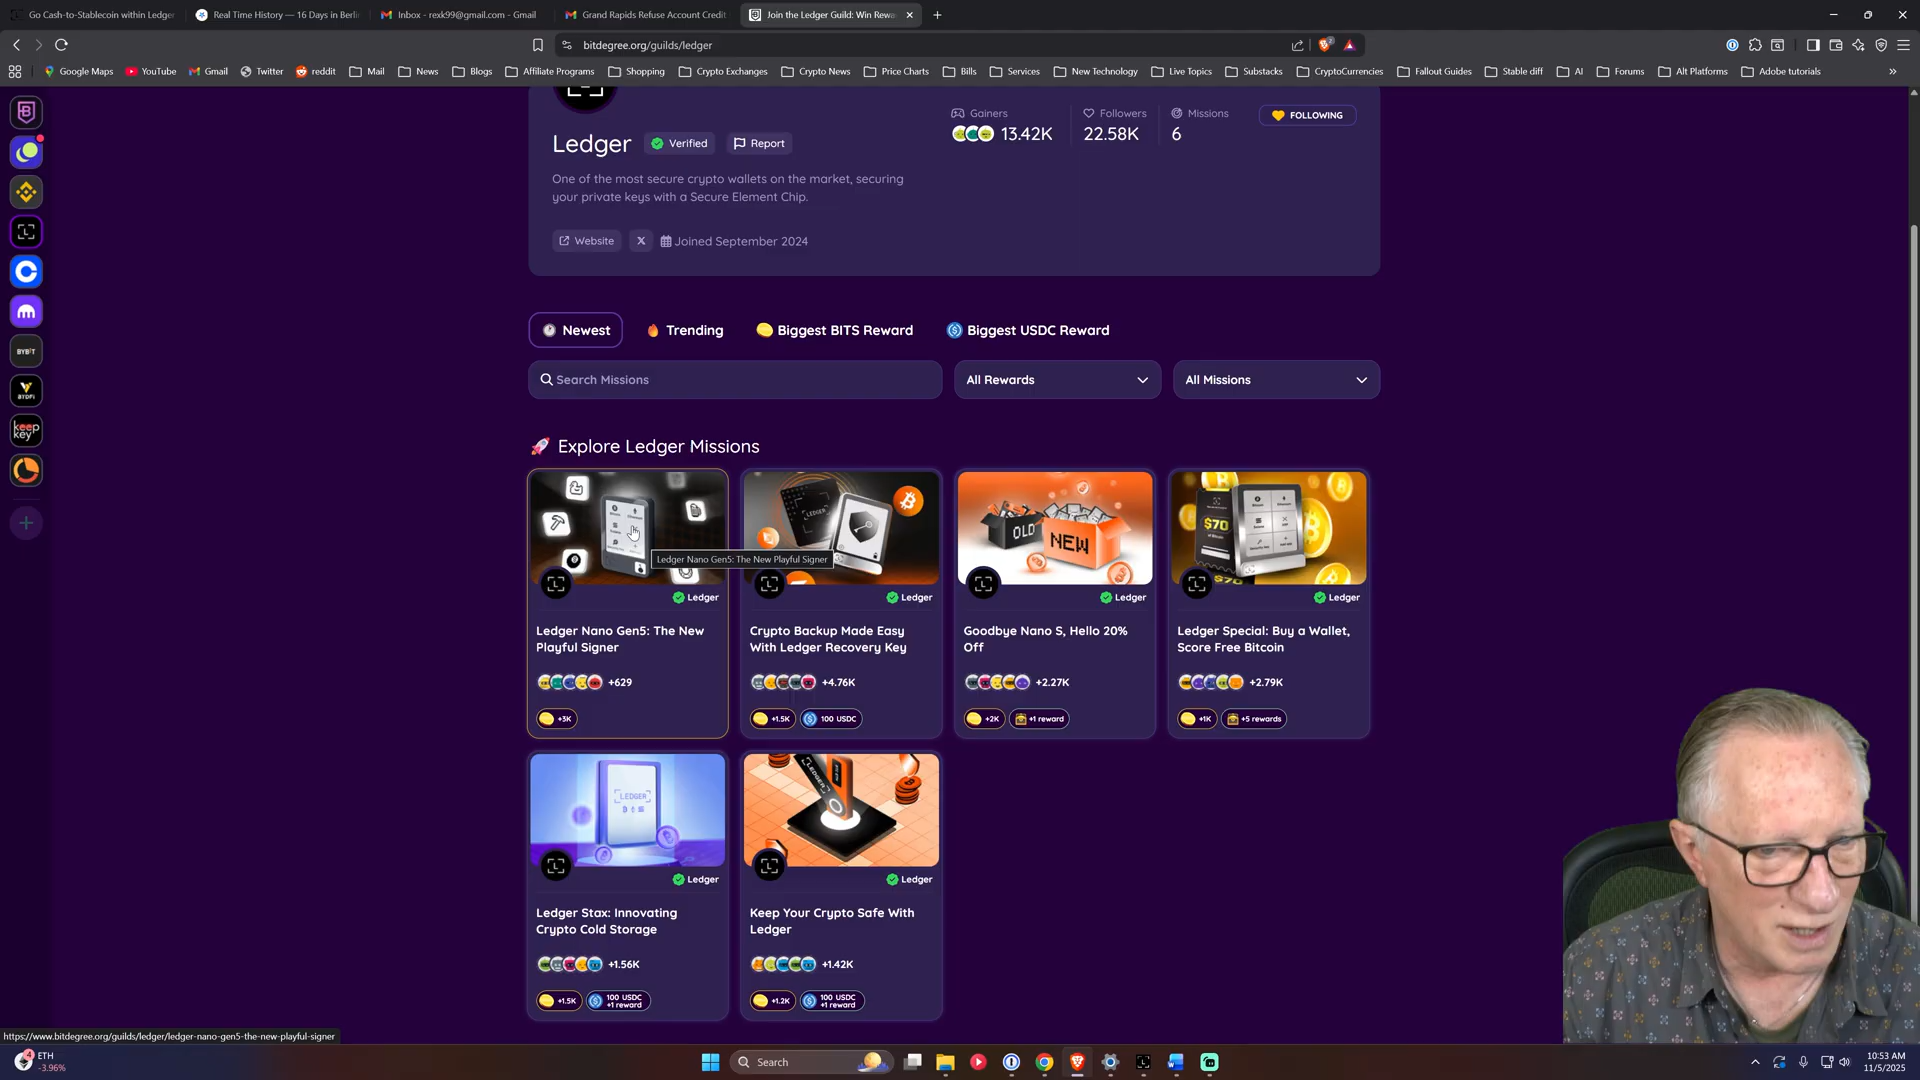 Go Cash-to-Stablecoin within Ledger
Real Time History — 16 Days in Berli
Inbox - rexk99@gmail.com - Gmail
Grand Rapids Refuse Account Credit
Join the Ledger Guild: Win Rewa
bitdegree.org/guilds/ledger
Google Maps
YouTube
Gmail
Twitter
reddit
Mail
News
Blogs
Affiliate Programs
Shopping
Crypto Exchanges
Crypto News
Price Charts
Bills
Services
New Technology
Live Topics
Substacks
CryptoCurrencies
Fallout Guides
Stable diff
AI
Forums
Alt Platforms
Adobe tutorials
Ledger
Verified
Report
Gainers
13.42K
Followers
22.58K
Missions
6
FOLLOWING
One of the most secure crypto wallets on the market, securing
your private keys with a Secure Element Chip.
Website
Joined September 2024
Newest
Trending
Biggest BITS Reward
Biggest USDC Reward
Search Missions
All Rewards
All Missions
BYBIT
BYDFi
keep
key
Explore Ledger Missions
Ledger Nano Gen5: The New Playful Signer
LEDGER
OLD
NEW
$70
$70
Ledger
Ledger
Ledger
Ledger
Ledger Nano Gen5: The New
Playful Signer
+629
+3K
Crypto Backup Made Easy
With Ledger Recovery Key
+4.76K
+1.5K
100 USDC
Goodbye Nano S, Hello 20%
Off
+2.27K
+2K
+1 reward
Ledger Special: Buy a Wallet,
Score Free Bitcoin
+2.79K
+1K
+5 rewards
LEDGER
LEDGER
Ledger
Ledger
Ledger Stax: Innovating
Crypto Cold Storage
+1.56K
+1.5K
100 USDC
+1 reward
Keep Your Crypto Safe With
Ledger
+1.42K
+1.2K
100 USDC
+1 reward
https://www.bitdegree.org/guilds/ledger/ledger-nano-gen5-the-new-playful-signer
4
ETH
-3.96%
Search
10:53 AM
11/5/2025